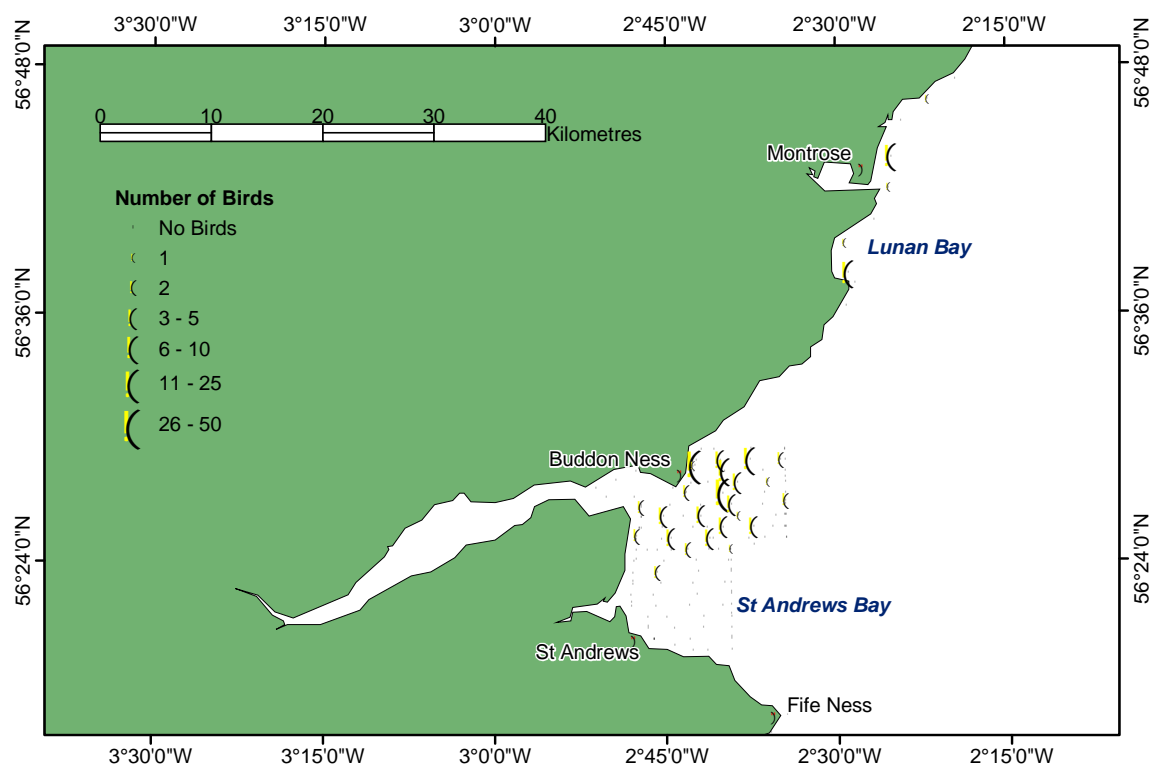 3°30'0"W 3°15'0"W 3°0'0"W 2°45'0"W 2°30'0"W 2°15'0"W
56°48'0"N 56°48'0"N
0 10 20 30 40
Kilometres
Montrose
Number of Birds
No Birds
1
2
3 - 5
6 - 10
11 - 25
26 - 50
Lunan Bay
56°36'0"N 56°36'0"N
Buddon Ness
56°24'0"N 56°24'0"N
St Andrews Bay
St Andrews
Fife Ness
3°30'0"W 3°15'0"W 3°0'0"W 2°45'0"W 2°30'0"W 2°15'0"W